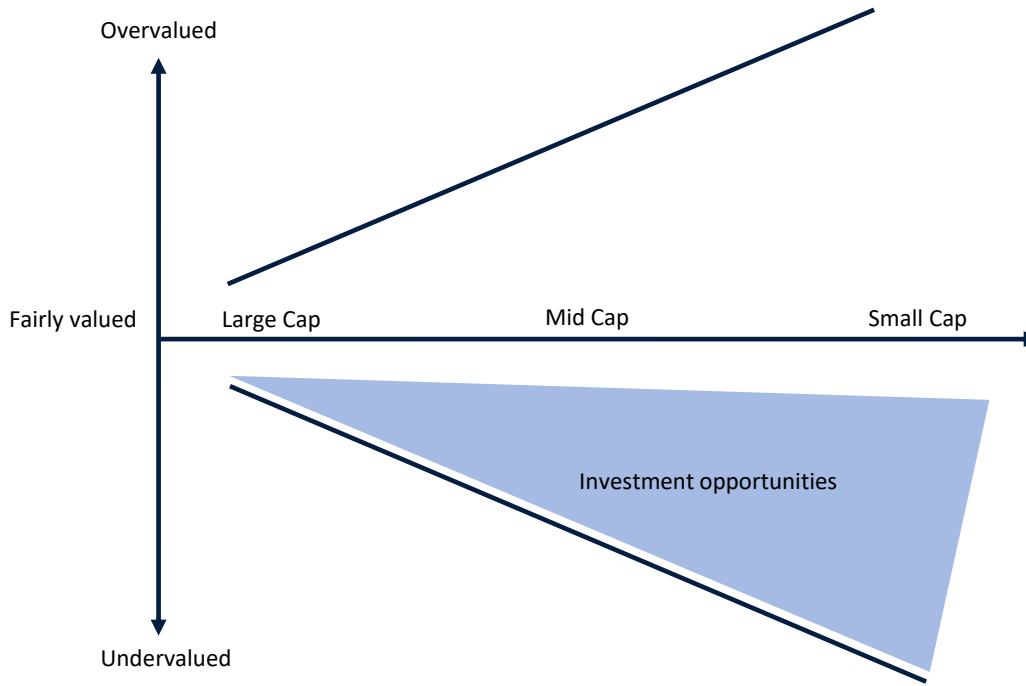 Overvalued
Fairly valued
Large Cap
Mid Cap
Small Cap
Investment opportunities
Undervalued